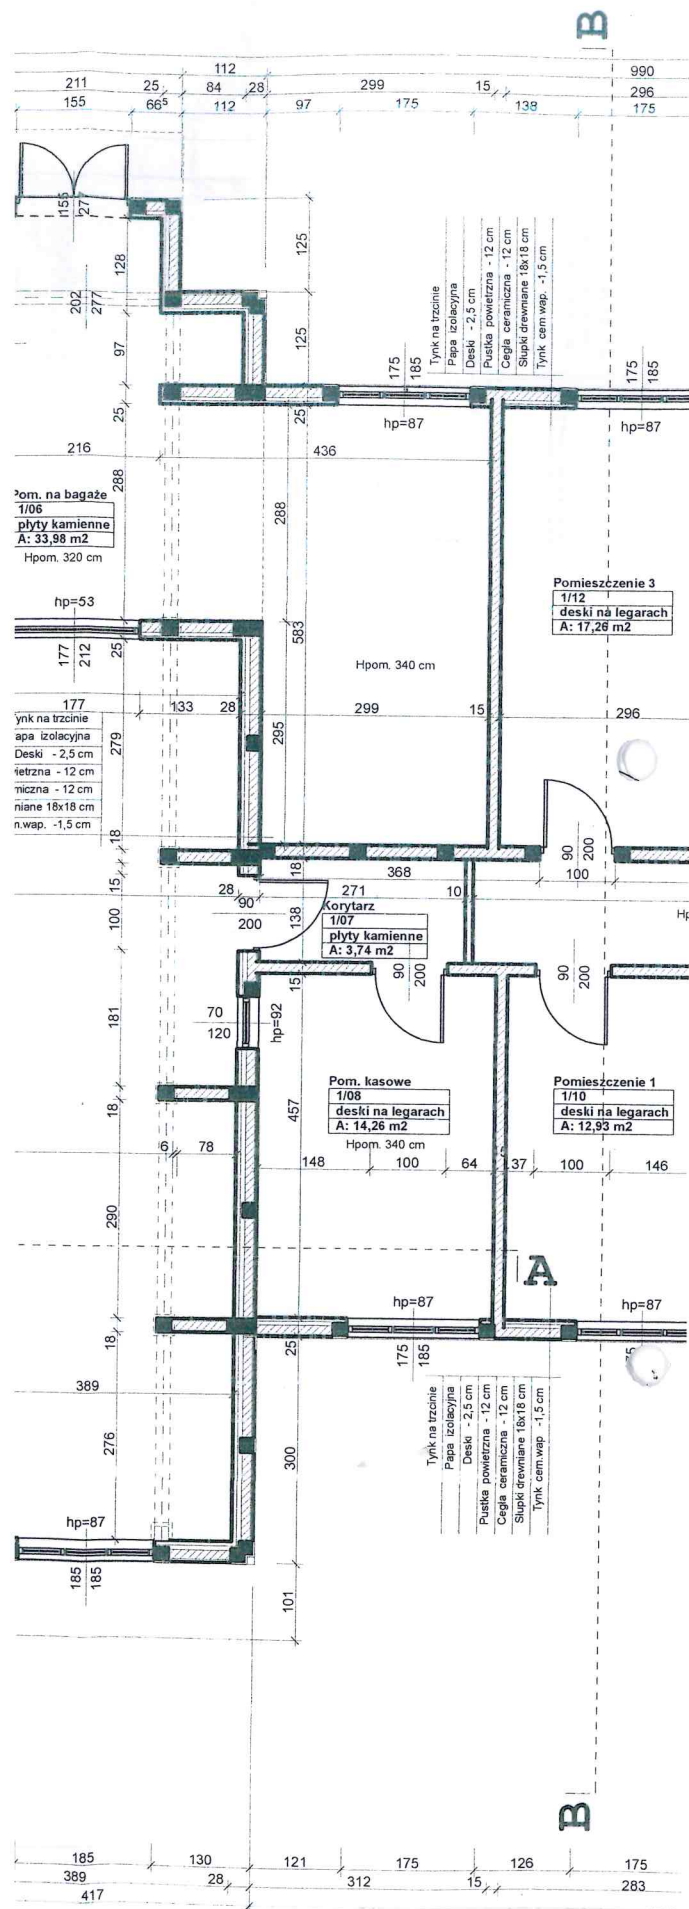 B
112
990
211
25
84
28
299
15
296
155
66⁵
112
97
175
138
175
155
27
125
128
202
277
125
97
Tynk na trzcinie
Papa izolacyjna
Deski - 2,5 cm
Pustka powietrzna - 12 cm
Cegła ceramiczna - 12 cm
Słupki drewniane 18x18 cm
Tynk cem wap. -1,5 cm
175
185
175
185
25
25
hp=87
hp=87
216
436
288
288
Pom. na bagaże
1/06
płyty kamienne
A: 33,98 m2
Hpom. 320 cm
Pomieszczenie 3
1/12
deski na legarach
A: 17,26 m2
hp=53
177
212
25
583
Hpom. 340 cm
177
133
28
299
15
296
ynk na trzcinie
apa izolacyjna
Deski - 2,5 cm
ietrzna - 12 cm
miczna - 12 cm
niane 18x18 cm
n.wap. -1,5 cm
279
295
18
18
90
200
100
368
15
28
271
10
90
200
138
100
Korytarz
1/07
płyty kamienne
A: 3,74 m2
90
200
90
200
15
181
70
120
hp=92
18
457
Pom. kasowe
1/08
deski na legarach
A: 14,26 m2
Hpom. 340 cm
Pomieszczenie 1
1/10
deski na legarach
A: 12,93 m2
6
78
148
100
64
37
100
146
290
A
hp=87
hp=87
18
25
175
185
389
276
300
Tynk na trzcinie
Papa izolacyjna
Deski - 2,5 cm
Pustka powietrzna - 12 cm
Cegła ceramiczna - 12 cm
Słupki drewniane 18x18 cm
Tynk cem.wap -1,5 cm
hp=87
185
185
101
B
185
130
121
175
126
175
389
28
312
15
283
417